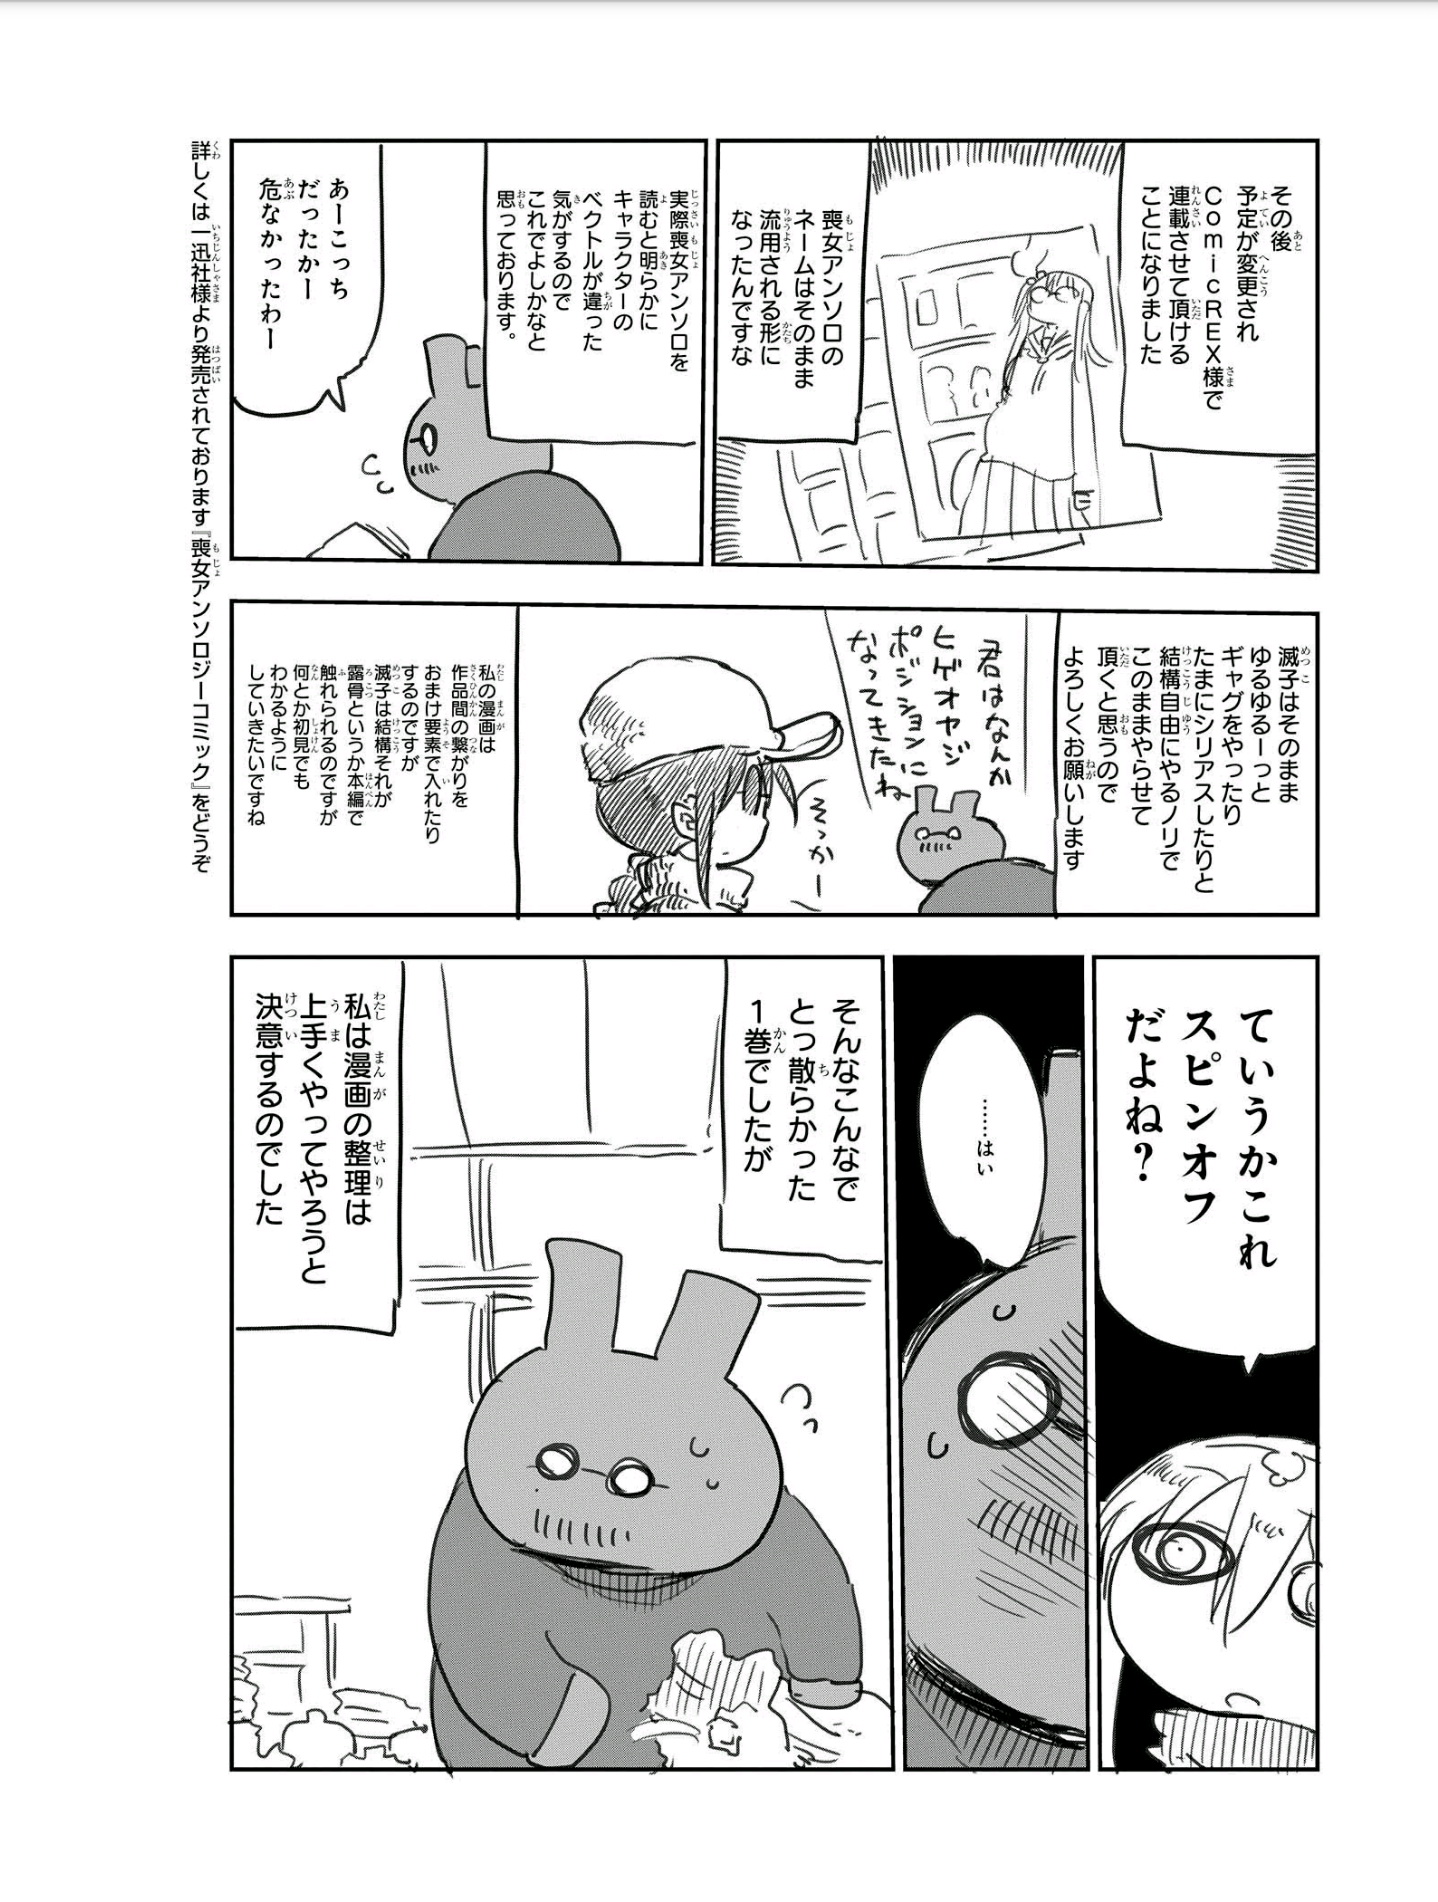 その後
予定が変更され
ComicREX様で
連載させて頂ける
ことになりました
喪女アンソロの
ネームはそのまま
流用される形に
なったんですな
実際喪女アンソロを
読むと明らかに
キャラクターの
ベクトルが違った
気がするので
これでよしかなと
思っております。
あーこっち
だったかー
危なかったわー
滅子はそのまま
ゆるゆるーっと
ギャグをやったり
たまにシリアスしたりと
結構自由にやるノリで
このままやらせて
頂くと思うので
よろしくお願いします
君はなんか
ヒゲオヤジ
ポジションに
なってきたね
そっかー
私の漫画は
作品間の繋がりを
おまけ要素で入れたり
するのですが
滅子は結構それが
露骨というか本編で
触れられるのですが
何とか初見でも
わかるように
していきたいですね
ていうかこれ
スピンオフ
だよね?
……はい
そんなこんなで
とっ散らかった
1巻でしたが
私は漫画の整理は
上手くやってやろうと
決意するのでした
詳しくは一迅社様より発売されております『喪女アンソロジーコミック』をどうぞ